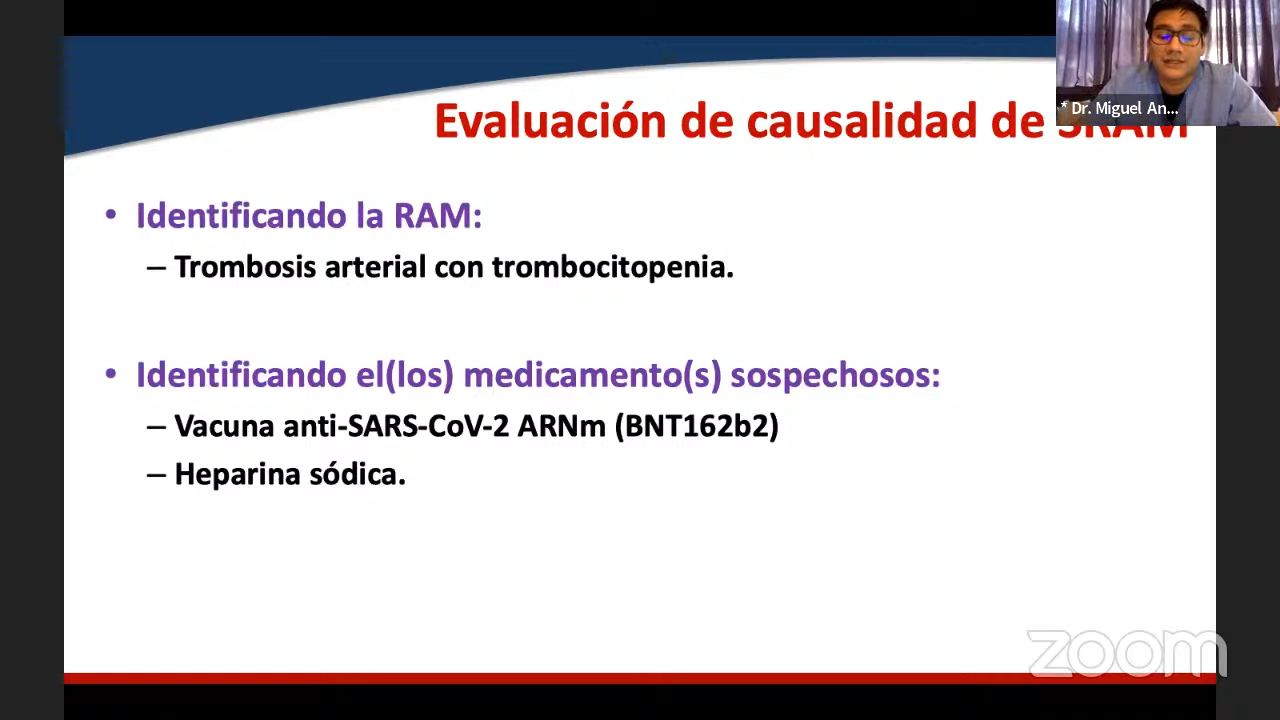 * Dr. Miguel An...
Evaluación de causalidad de SRAM
• Identificando la RAM:
– Trombosis arterial con trombocitopenia.
• Identificando el(los) medicamento(s) sospechosos:
– Vacuna anti-SARS-CoV-2 ARNm (BNT162b2)
– Heparina sódica.
zoom